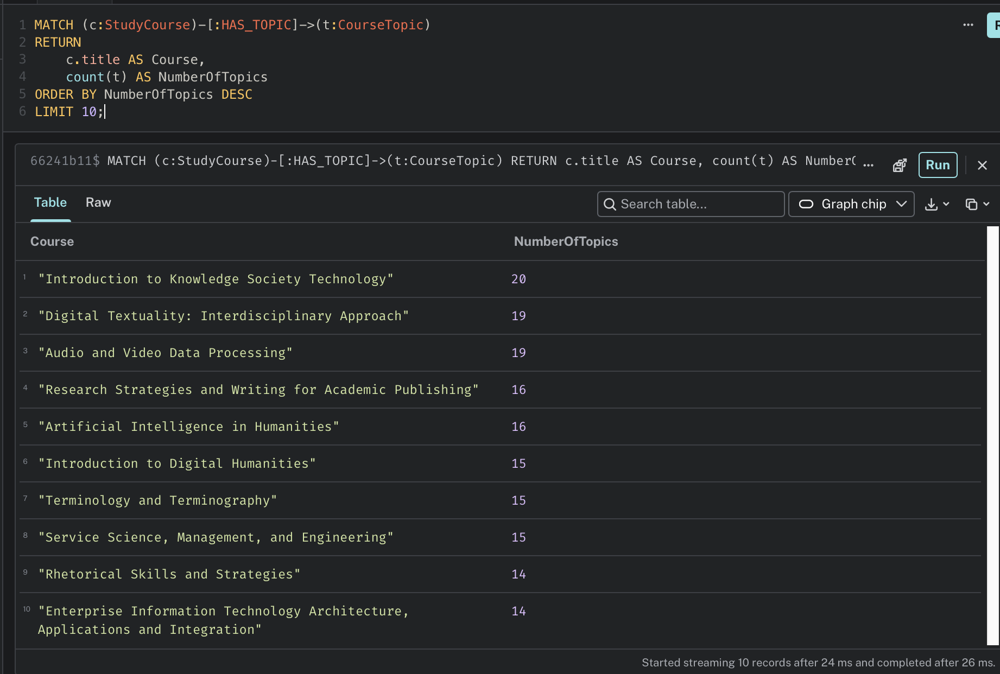 1 MATCH (c:StudyCourse)-[:HAS_TOPIC]->(t:CourseTopic)
2 RETURN
3 c.title AS Course,
4 count(t) AS NumberOfTopics
5 ORDER BY NumberOfTopics DESC
6 LIMIT 10;
66241b11$ MATCH (c:StudyCourse)-[:HAS_TOPIC]->(t:CourseTopic) RETURN c.title AS Course, count(t) AS Number
Run
Table Raw Search table... Graph chip
Course NumberOfTopics
1 "Introduction to Knowledge Society Technology" 20
2 "Digital Textuality: Interdisciplinary Approach" 19
3 "Audio and Video Data Processing" 19
4 "Research Strategies and Writing for Academic Publishing" 16
5 "Artificial Intelligence in Humanities" 16
6 "Introduction to Digital Humanities" 15
7 "Terminology and Terminography" 15
8 "Service Science, Management, and Engineering" 15
9 "Rhetorical Skills and Strategies" 14
10 "Enterprise Information Technology Architecture, 14
Applications and Integration"
Started streaming 10 records after 24 ms and completed after 26 ms.